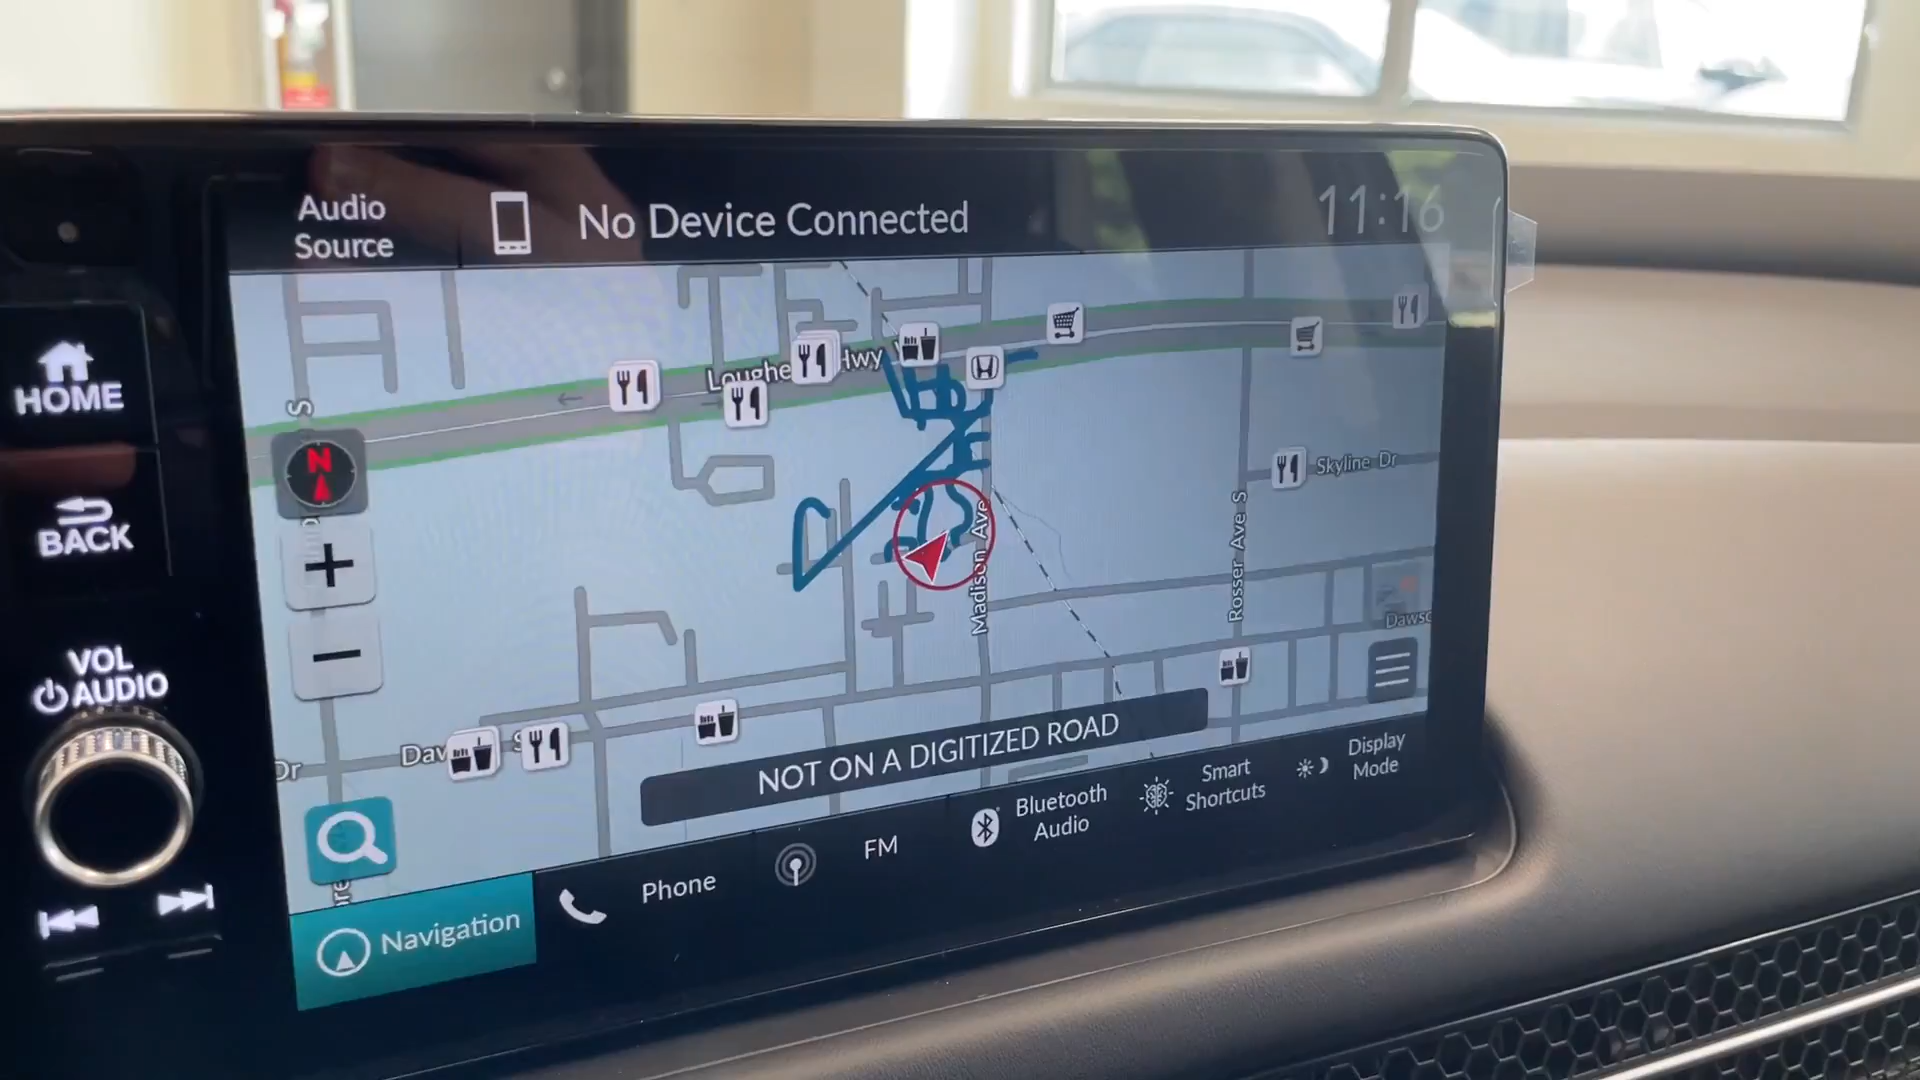 Audio
Source
No Device Connected
11:16
HOME
BACK
VOL
AUDIO
Hwy
S
N
Skyline Dr
Rosser Ave S
Madison Ave
NOT ON A DIGITIZED ROAD
Dr
Navigation
Phone
FM
Bluetooth
Audio
Smart
Shortcuts
Display
Mode